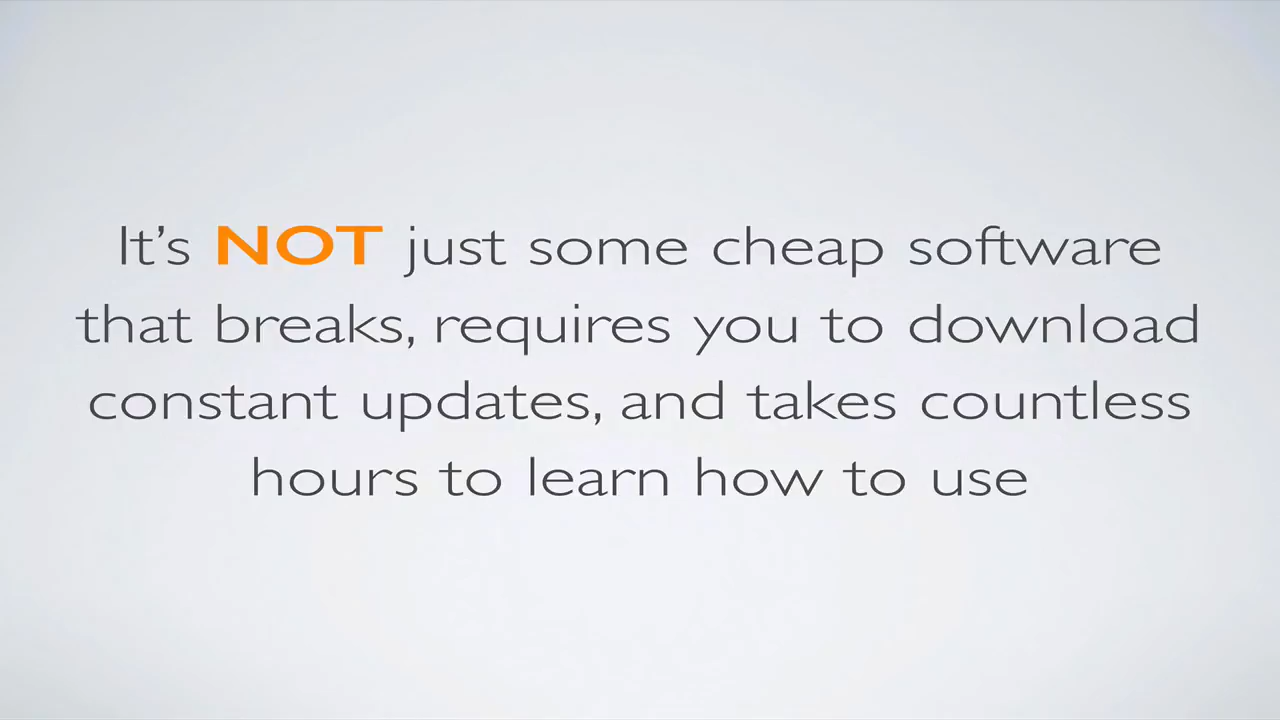 It’s NOT just some cheap software
that breaks, requires you to download
constant updates, and takes countless
hours to learn how to use